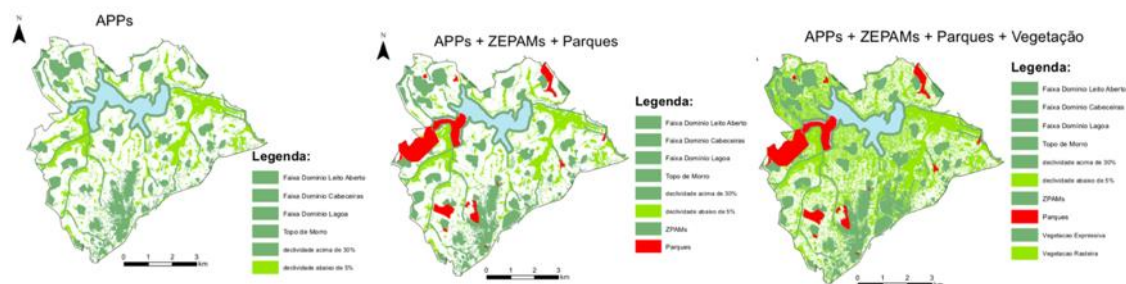 N
APPs
Legenda:
Faixa Dominio Leito Aberto
Faixa Dominio Cabeceiras
Faixa Dominio Lagoa
Topo de Morro
declividade acima de 30%
declividade abaixo de 5%
0 1 2 3
km
N
APPs + ZEPAMs + Parques
Legenda:
Faixa Dominio Leito Aberto
Faixa Dominio Cabeceiras
Faixa Dominio Lagoa
Topo de Morro
declividade acima de 30%
declividade abaixo de 5%
ZPAMs
Parques
0 1 2 3
km
APPs + ZEPAMs + Parques + Vegetação
Legenda:
Faixa Dominio Leito Aberto
Faixa Dominio Cabeceiras
Faixa Dominio Lagoa
Topo de Morro
declividade acima de 30%
declividade abaixo de 5%
ZPAMs
Parques
Vegetacao Expressiva
Vegetacao Rasteira
0 1 2 3
km